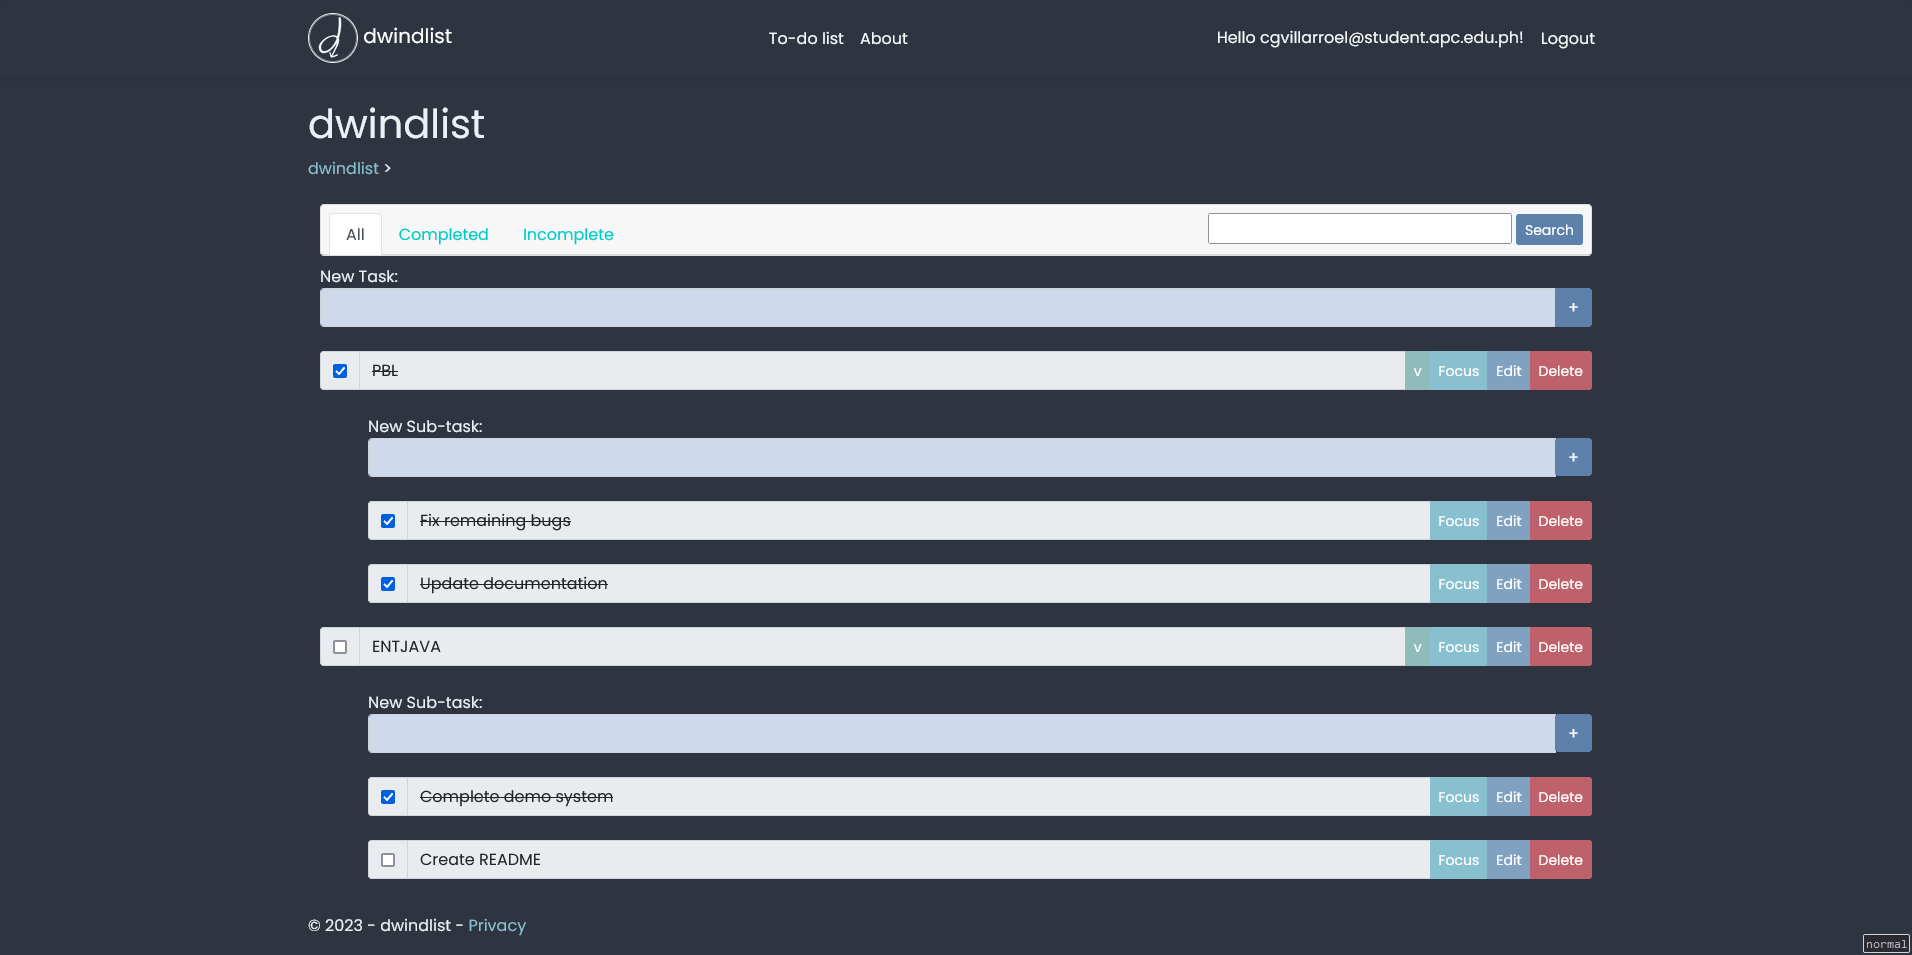 dwindlist To-do list About Hello cgvillarroel@student.apc.edu.ph! Logout
dwindlist
dwindlist >
All Completed Incomplete Search
New Task:
+
PBL v Focus Edit Delete
New Sub-task:
+
Fix remaining bugs Focus Edit Delete
Update documentation Focus Edit Delete
ENTJAVA v Focus Edit Delete
New Sub-task:
+
Complete demo system Focus Edit Delete
Create README Focus Edit Delete
© 2023 - dwindlist - Privacy
normal